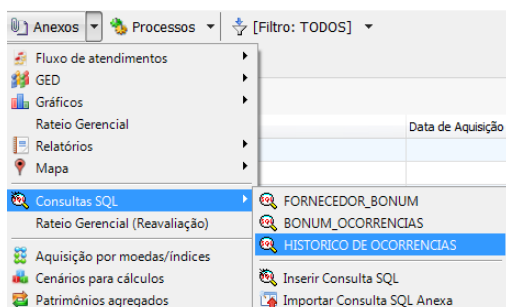 Anexos Processos [Filtro: TODOS]
Fluxo de atendimentos
GED
Gráficos
Rateio Gerencial
Data de Aquisição
Relatórios
Mapa
Consultas SQL
FORNECEDOR_BONUM
Rateio Gerencial (Reavaliação)
BONUM_OCORRENCIAS
HISTORICO DE OCORRENCIAS
Aquisição por moedas/índices
Cenários para cálculos
Inserir Consulta SQL
Patrimônios agregados
Importar Consulta SQL Anexa